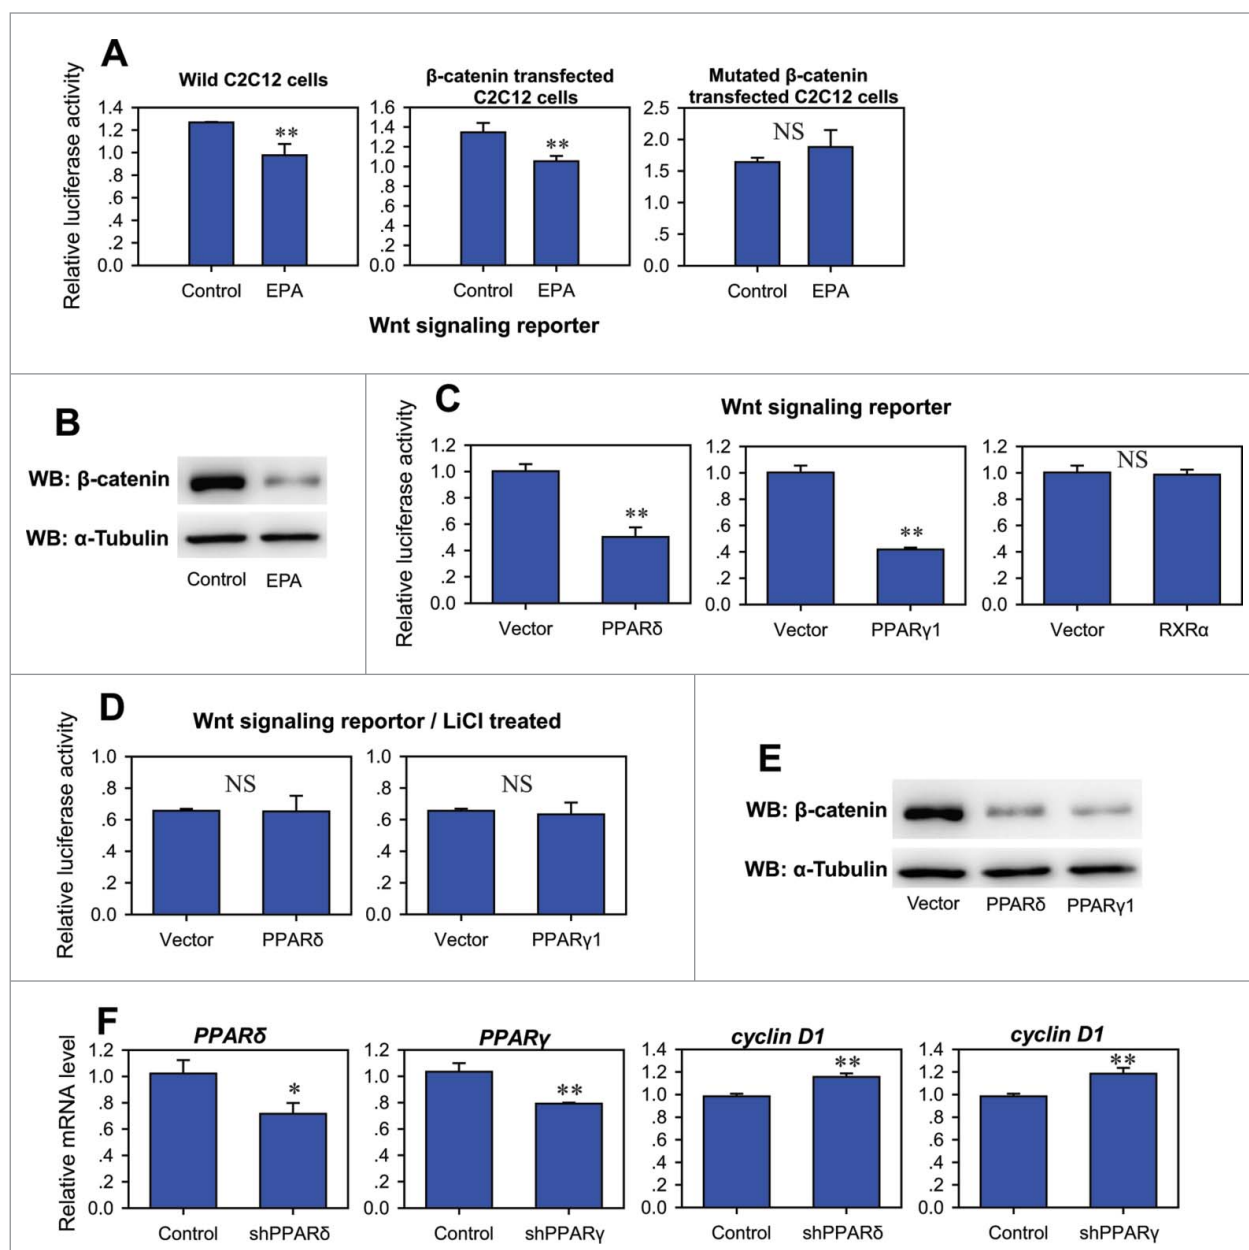 A
Wild C2C12 cells
β-catenin transfected
C2C12 cells
Mutated β-catenin
transfected C2C12 cells
Relative luciferase activity
1.4
1.2
1.0
.8
.6
.4
.2
0.0
**
Control EPA
1.6
1.4
1.2
1.0
.8
.6
.4
.2
0.0
**
Control EPA
2.5
2.0
1.5
1.0
.5
0.0
NS
Control EPA
Wnt signaling reporter
B
WB: β-catenin
WB: α-Tubulin
Control EPA
C
Wnt signaling reporter
Relative luciferase activity
1.2
1.0
.8
.6
.4
.2
0.0
**
Vector PPARδ
1.2
1.0
.8
.6
.4
.2
0.0
**
Vector PPARγ1
1.2
1.0
.8
.6
.4
.2
0.0
NS
Vector RXRα
D
Wnt signaling reportor / LiCl treated
Relative luciferase activity
1.0
.8
.6
.4
.2
0.0
NS
Vector PPARδ
1.0
.8
.6
.4
.2
0.0
NS
Vector PPARγ1
E
WB: β-catenin
WB: α-Tubulin
Vector PPARδ PPARγ1
F
Relative mRNA level
PPARδ
1.2
1.0
.8
.6
.4
.2
0.0
*
Control shPPARδ
PPARγ
1.2
1.0
.8
.6
.4
.2
0.0
**
Control shPPARγ
cyclin D1
1.4
1.2
1.0
.8
.6
.4
.2
0.0
**
Control shPPARδ
cyclin D1
1.4
1.2
1.0
.8
.6
.4
.2
0.0
**
Control shPPARγ